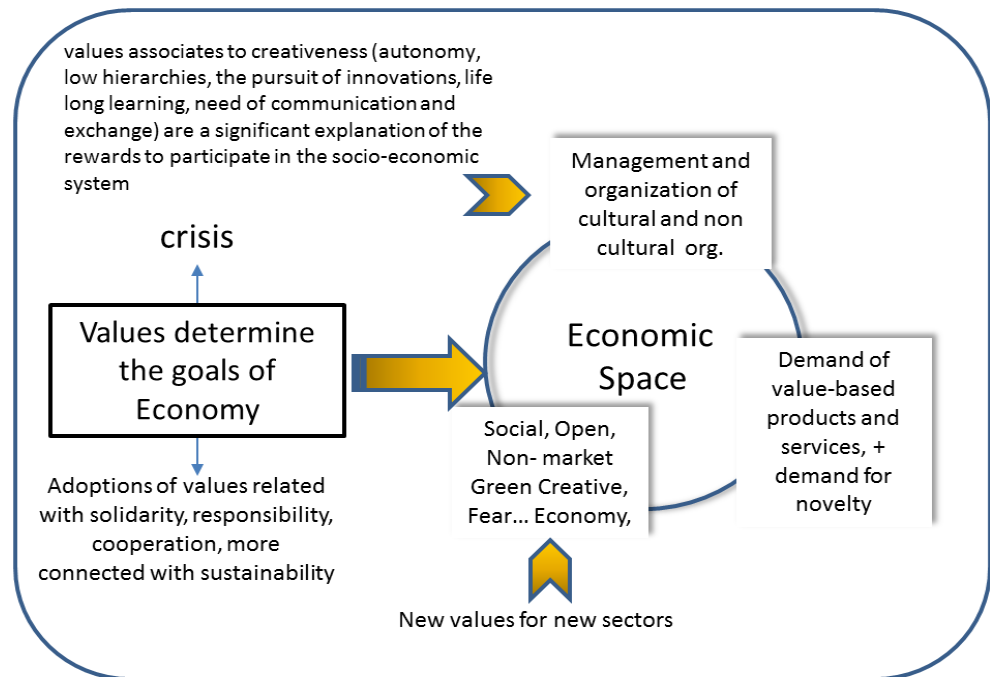 values associates to creativeness (autonomy,
low hierarchies, the pursuit of innovations, life
long learning, need of communication and
exchange) are a significant explanation of the
rewards to participate in the socio-economic
system
Management and
organization of
cultural and non
cultural org.
crisis
Values determine
the goals of
Economy
Economic
Space
Demand of
value-based
products and
services, +
demand for
novelty
Social, Open,
Non- market
Green Creative,
Fear... Economy,
Adoptions of values related
with solidarity, responsibility,
cooperation, more
connected with sustainability
New values for new sectors